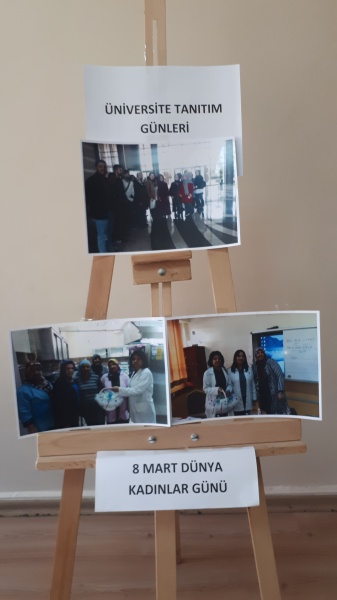 ÜNİVERSİTE TANITIM
GÜNLERİ
8 MART DÜNYA
KADINLAR GÜNÜ